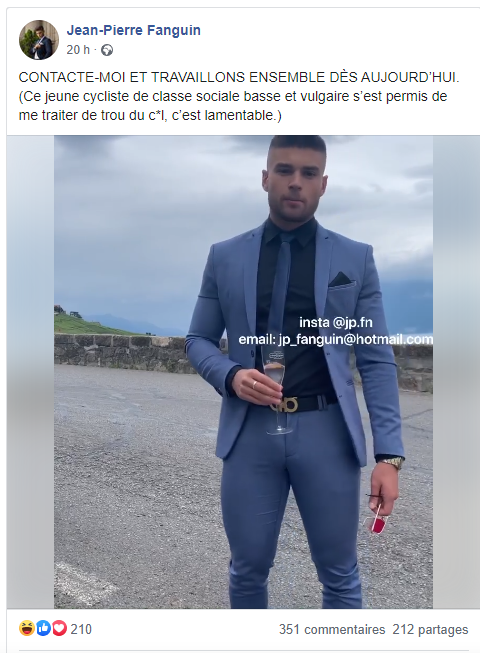 Jean-Pierre Fanguin
20 h ·
CONTACTE-MOI ET TRAVAILLONS ENSEMBLE DÈS AUJOURD'HUI.
(Ce jeune cycliste de classe sociale basse et vulgaire s'est permis de
me traiter de trou du c*l, c'est lamentable.)
insta @jp.fn
email: jp_fanguin@hotmail.com
210 351 commentaires 212 partages